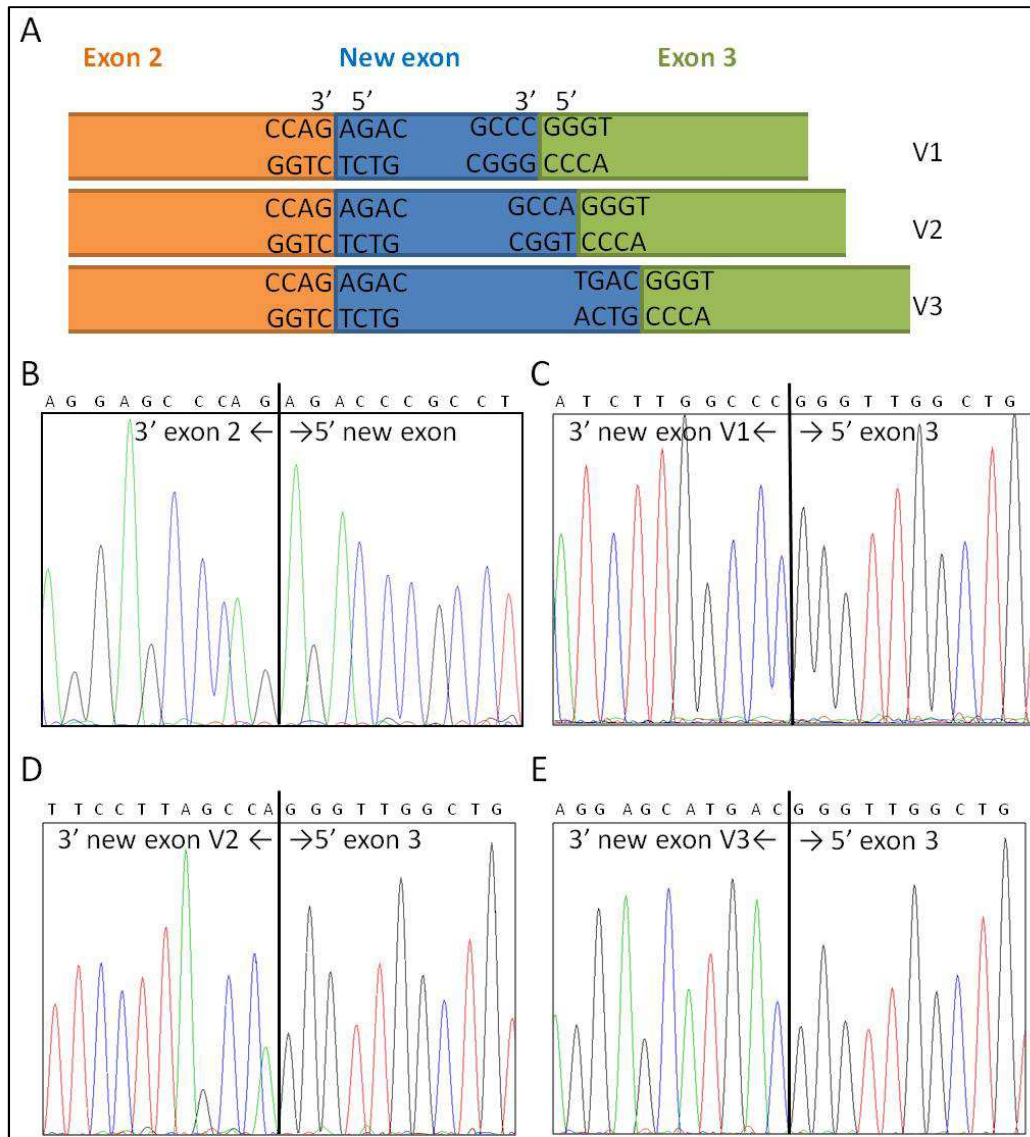 A
Exon 2 New exon Exon 3
3’ 5’ 3’ 5’
CCAG AGAC GCCC GGGT
GGTC TCTG CGGG CCCA
V1
CCAG AGAC GCCA GGGT
GGTC TCTG CGGT CCCA
V2
CCAG AGAC TGAC GGGT
GGTC TCTG ACTG CCCA
V3
B
A G G A G C C C A G A G A C C C G C C T
3’ exon 2 ← →5’ new exon
C
A T C T T G G C C C G G G T T G G C T G
3’ new exon V1← → 5’ exon 3
D
T T C C T T A G C C A G G G T T G G C T G
3’ new exon V2 ← →5’ exon 3
E
A G G A G C A T G A C G G G T T G G C T G
3’ new exon V3← → 5’ exon 3